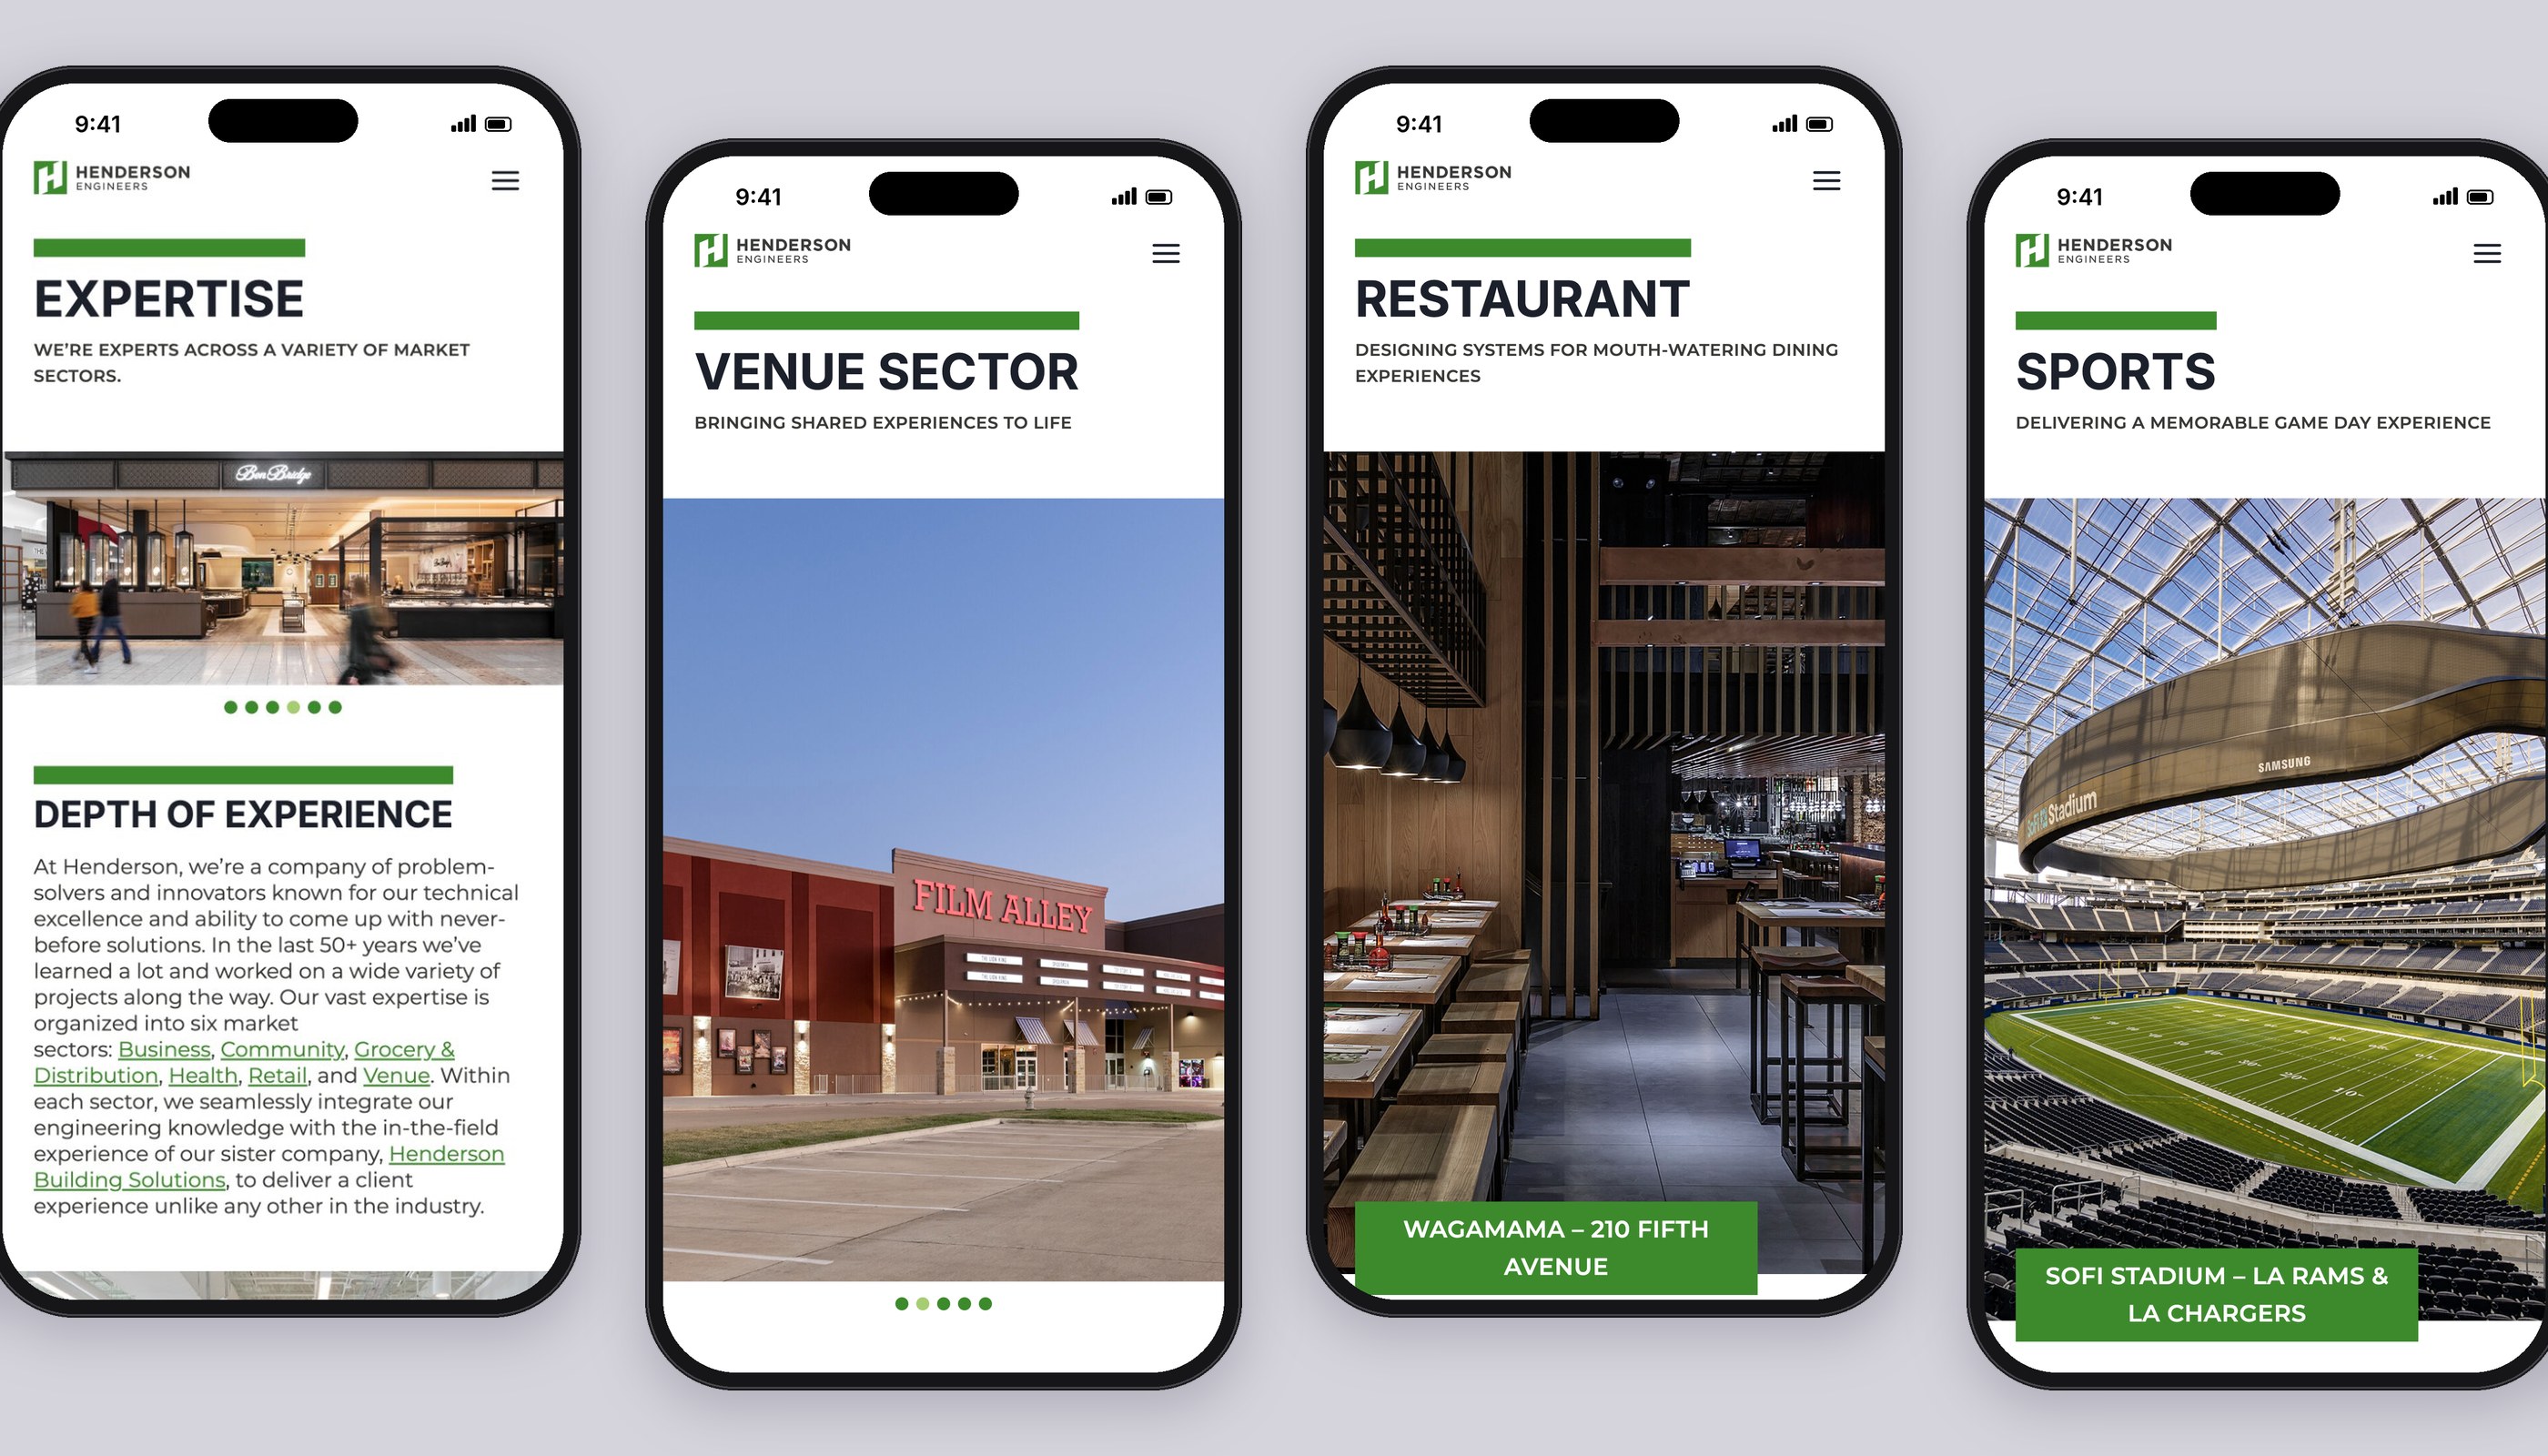 9:41
HENDERSON
ENGINEERS
EXPERTISE
WE’RE EXPERTS ACROSS A VARIETY OF MARKET
SECTORS.
Ben Bridge
DEPTH OF EXPERIENCE
At Henderson, we’re a company of problem-
solvers and innovators known for our technical
excellence and ability to come up with never-
before solutions. In the last 50+ years we’ve
learned a lot and worked on a wide variety of
projects along the way. Our vast expertise is
organized into six market
sectors: Business, Community, Grocery &
Distribution, Health, Retail, and Venue. Within
each sector, we seamlessly integrate our
engineering knowledge with the in-the-field
experience of our sister company, Henderson
Building Solutions, to deliver a client
experience unlike any other in the industry.
9:41
HENDERSON
ENGINEERS
VENUE SECTOR
BRINGING SHARED EXPERIENCES TO LIFE
FILM ALLEY
9:41
HENDERSON
ENGINEERS
RESTAURANT
DESIGNING SYSTEMS FOR MOUTH-WATERING DINING
EXPERIENCES
WAGAMAMA – 210 FIFTH
AVENUE
9:41
HENDERSON
ENGINEERS
SPORTS
DELIVERING A MEMORABLE GAME DAY EXPERIENCE
SAMSUNG
SoFi Stadium
SOFI STADIUM – LA RAMS &
LA CHARGERS